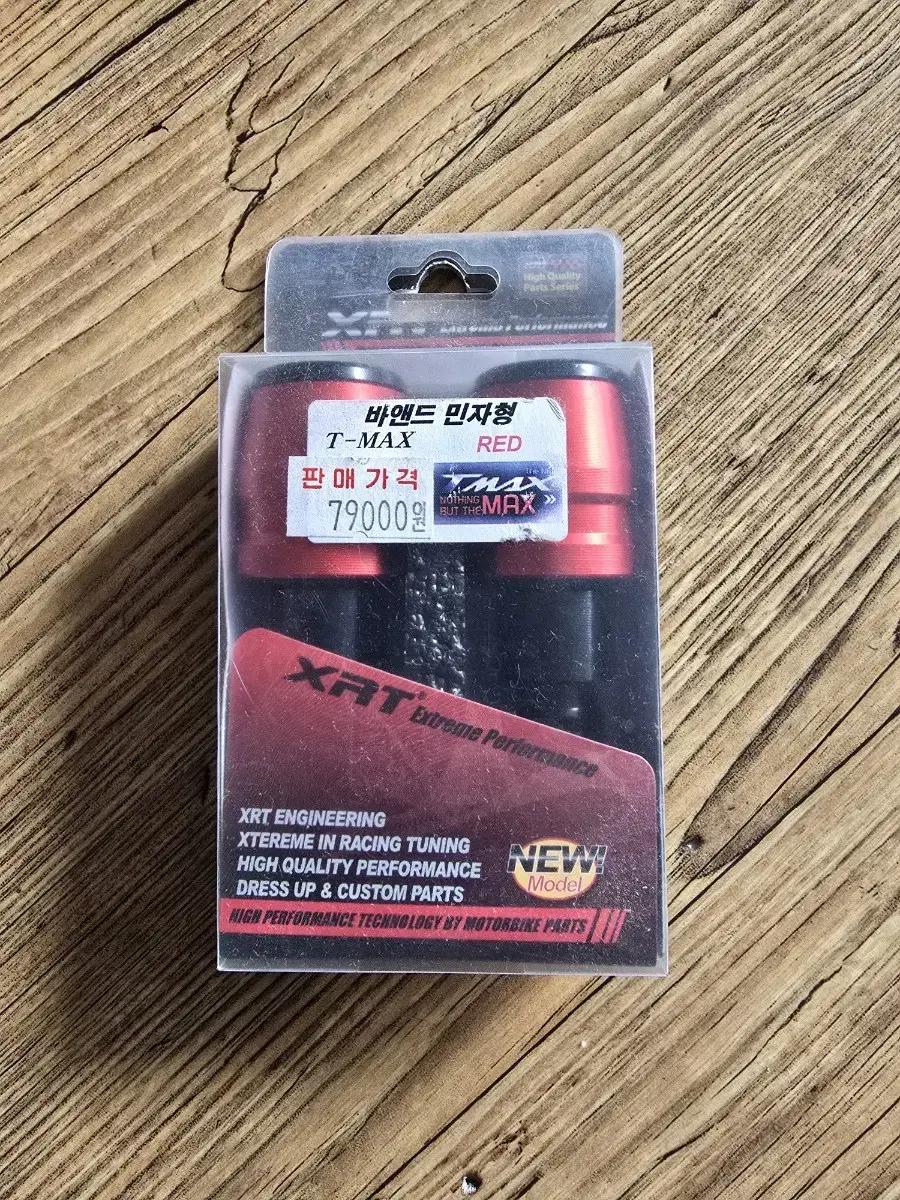 High Quality
Parts Series
XRT Extreme Performance
바앤드 민자형
T-MAX RED
판매가격
79000원
TMAX
NOTHING
BUT THE MAX
XRT® Extreme Performance
XRT ENGINEERING
XTEREME IN RACING TUNING
HIGH QUALITY PERFORMANCE
DRESS UP & CUSTOM PARTS
NEW!
Model
HIGH PERFORMANCE TECHNOLOGY BY MOTORBIKE PARTS